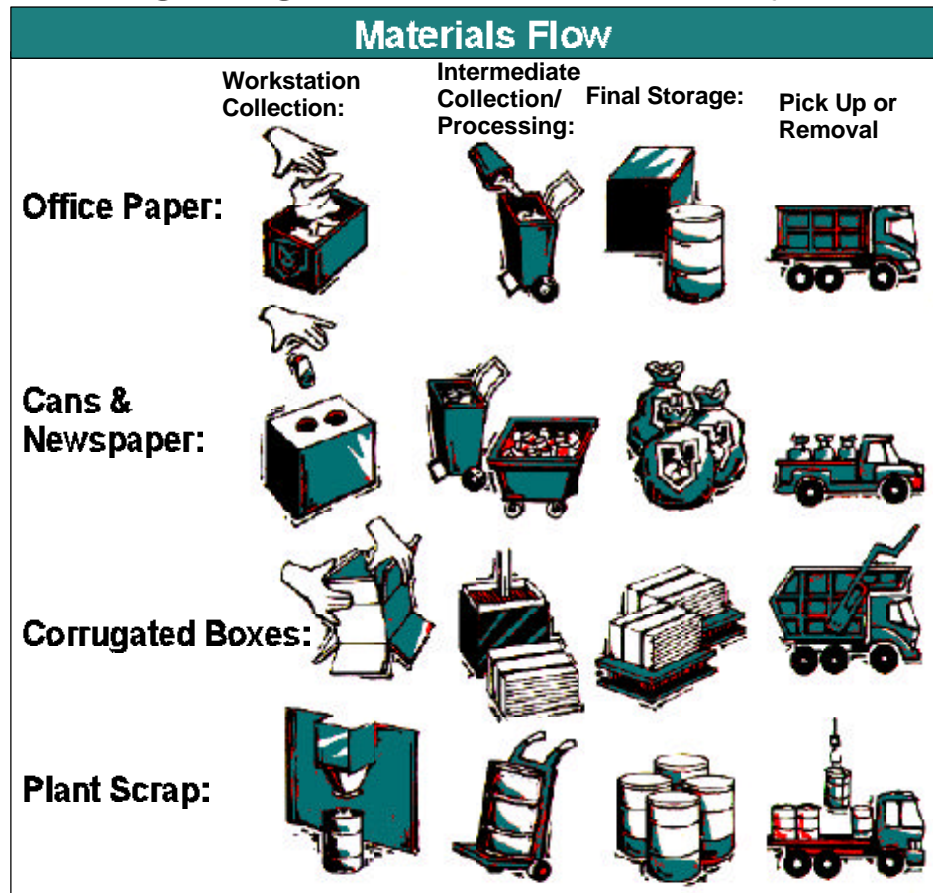 Materials Flow
Workstation
Collection:
Intermediate
Collection/
Processing:
Final Storage:
Pick Up or
Removal
Office Paper:
Cans &
Newspaper:
Corrugated Boxes:
Plant Scrap: